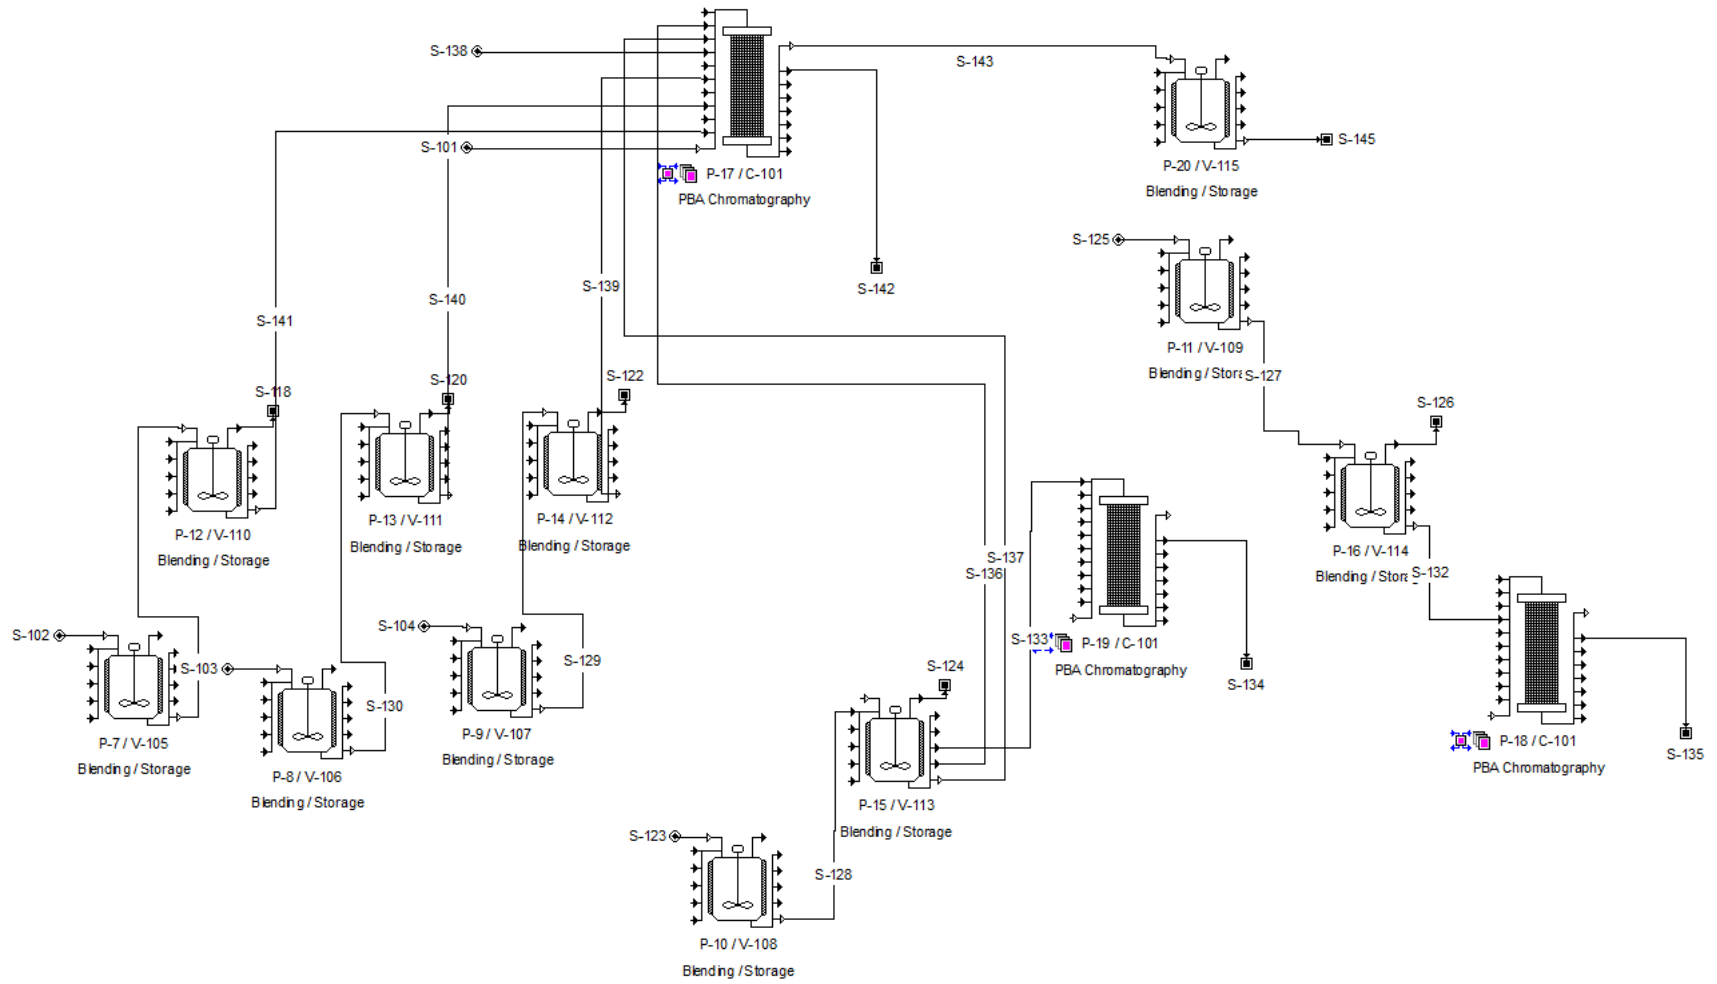 S-138
S-143
S-101
S-145
P-17 / C-101
PBA Chromatography
P-20 / V-115
Blending / Storage
S-125
S-142
S-139
S-140
S-141
P-11 / V-109
Blending / Stora
S-127
S-118
S-120
S-122
S-126
P-12 / V-110
Blending / Storage
P-13 / V-111
Blending / Storage
P-14 / V-112
Blending / Storage
S-137
S-136
P-16 / V-114
Blending / Stora
S-132
S-102
S-103
S-104
S-129
S-130
S-133
P-19 / C-101
PBA Chromatography
S-134
S-124
P-7 / V-105
Blending / Storage
P-8 / V-106
Blending / Storage
P-9 / V-107
Blending / Storage
P-18 / C-101
PBA Chromatography
S-135
P-15 / V-113
Blending / Storage
S-123
S-128
P-10 / V-108
Blending / Storage